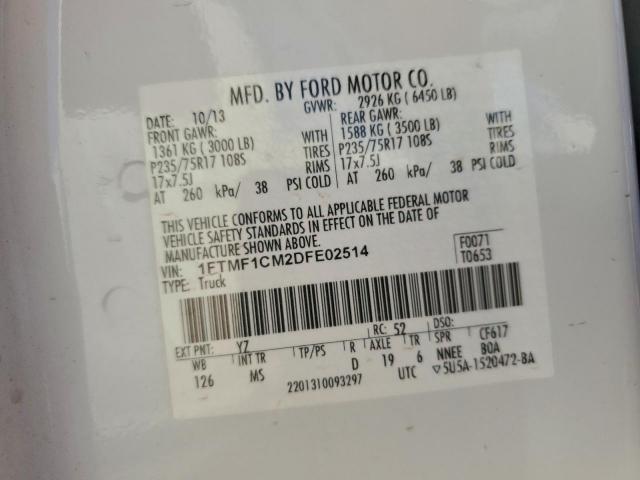 MFD. BY FORD MOTOR CO.
DATE: 10/13 GVWR: 2926 KG ( 6450 LB)
FRONT GAWR: REAR GAWR:
1361 KG ( 3000 LB) WITH 1588 KG ( 3500 LB) WITH
P235/75R17 108S TIRES P235/75R17 108S TIRES
17x7.5J RIMS 17x7.5J RIMS
AT 260 kPa/ 38 PSI COLD AT 260 kPa/ 38 PSI COLD
THIS VEHICLE CONFORMS TO ALL APPLICABLE FEDERAL MOTOR
VEHICLE SAFETY STANDARDS IN EFFECT ON THE DATE OF
MANUFACTURE SHOWN ABOVE.
VIN: 1FTMF1CM2DFE02514 F0071
TYPE: Truck T0653
EXT PNT: YZ RC: 52 DSO:
WB INT TR TP/PS R AXLE TR SPR CF617
126 MS D 19 6 NNEE BOA
2201310093297 UTC ▽5U5A-1520472-BA